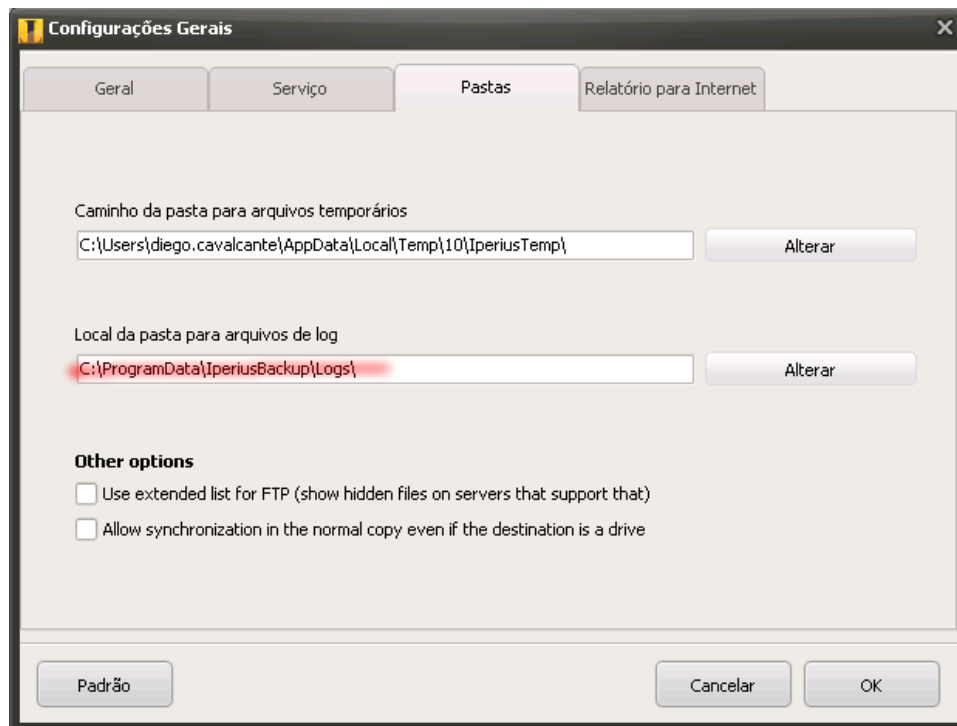 Configurações Gerais
Geral
Serviço
Pastas
Relatório para Internet
Caminho da pasta para arquivos temporários
C:\Users\diego.cavalcante\AppData\Local\Temp\10\IperiusTemp\
Alterar
Local da pasta para arquivos de log
C:\ProgramData\IperiusBackup\Logs\
Alterar
Other options
Use extended list for FTP (show hidden files on servers that support that)
Allow synchronization in the normal copy even if the destination is a drive
Padrão
Cancelar
OK